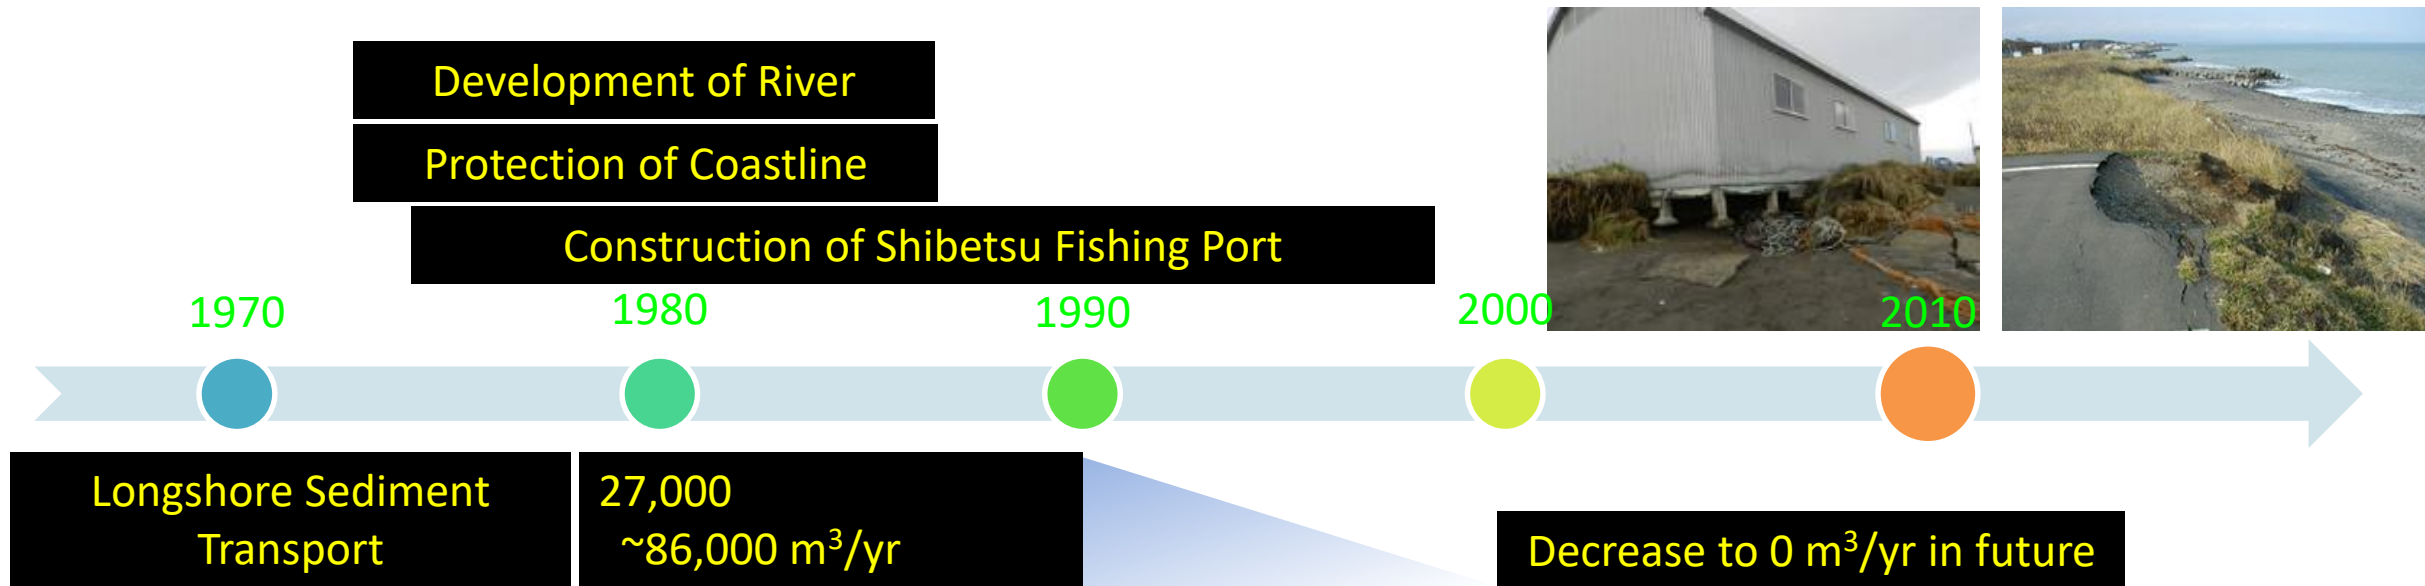 Development of River
Protection of Coastline
Construction of Shibetsu Fishing Port
1970
1980
1990
2000
2010
Longshore Sediment
Transport
27,000
~86,000 m³/yr
Decrease to 0 m³/yr in future